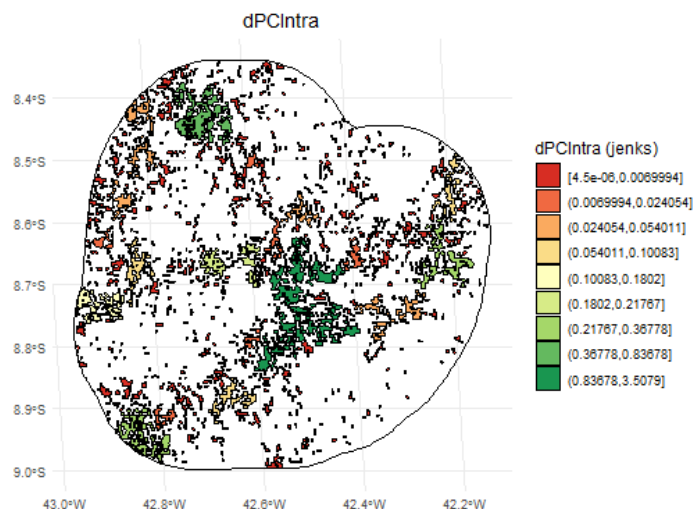 dPCIntra
8.4°S
8.5°S
8.6°S
8.7°S
8.8°S
8.9°S
9.0°S
43.0°W
42.8°W
42.6°W
42.4°W
42.2°W
dPCIntra (jenks)
[4.5e-06,0.0069994]
(0.0069994,0.024054]
(0.024054,0.054011]
(0.054011,0.10083]
(0.10083,0.1802]
(0.1802,0.21767]
(0.21767,0.36778]
(0.36778,0.83678]
(0.83678,3.5079]